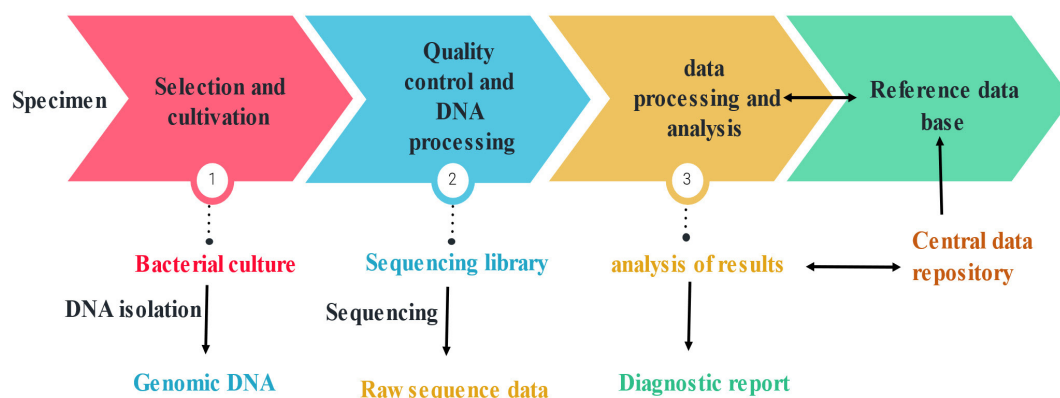 Specimen
Selection and
cultivation
1
Quality
control and
DNA
processing
2
data
processing and
analysis
3
Reference data
base
Bacterial culture
DNA isolation
Genomic DNA
Sequencing library
Sequencing
Raw sequence data
analysis of results
Diagnostic report
Central data
repository